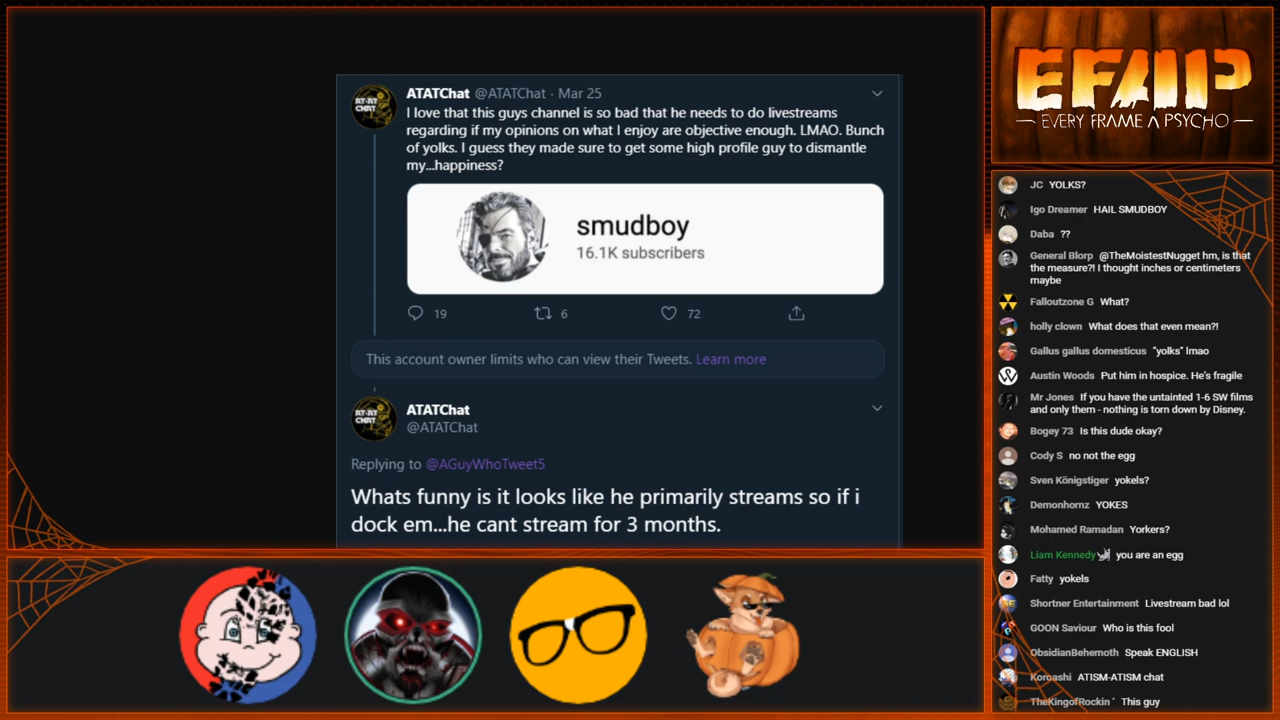 ATATChat @ATATChat · Mar 25
I love that this guys channel is so bad that he needs to do livestreams
regarding if my opinions on what I enjoy are objective enough. LMAO. Bunch
of yolks. I guess they made sure to get some high profile guy to dismantle
my...happiness?
AT-AT
CHAT
smudboy
16.1K subscribers
19
6
72
This account owner limits who can view their Tweets. Learn more
AT-AT
CHAT
ATATChat
@ATATChat
Replying to @AGuyWhoTweet5
Whats funny is it looks like he primarily streams so if i
dock em...he cant stream for 3 months.
EFAP
EVERY FRAME A PSYCHO
JC YOLKS?
Igo Dreamer HAIL SMUDBOY
Daba ??
General Blorp @TheMoistestNugget hm, is that
the measure?! I thought inches or centimeters
maybe
Falloutzone G What?
holly clown What does that even mean?!
Gallus gallus domesticus "yolks" lmao
Austin Woods Put him in hospice. He's fragile
Mr Jones If you have the untainted 1-6 SW films
and only them - nothing is torn down by Disney.
Bogey 73 Is this dude okay?
Cody S no not the egg
Sven Königstiger yokels?
Demonhornz YOKES
Mohamed Ramadan Yorkers?
Liam Kennedy you are an egg
Fatty yokels
Shortner Entertainment Livestream bad lol
GOON Saviour Who is this fool
ObsidianBehemoth Speak ENGLISH
Koroashi ATISM-ATISM chat
TheKingofRockin ' This guy